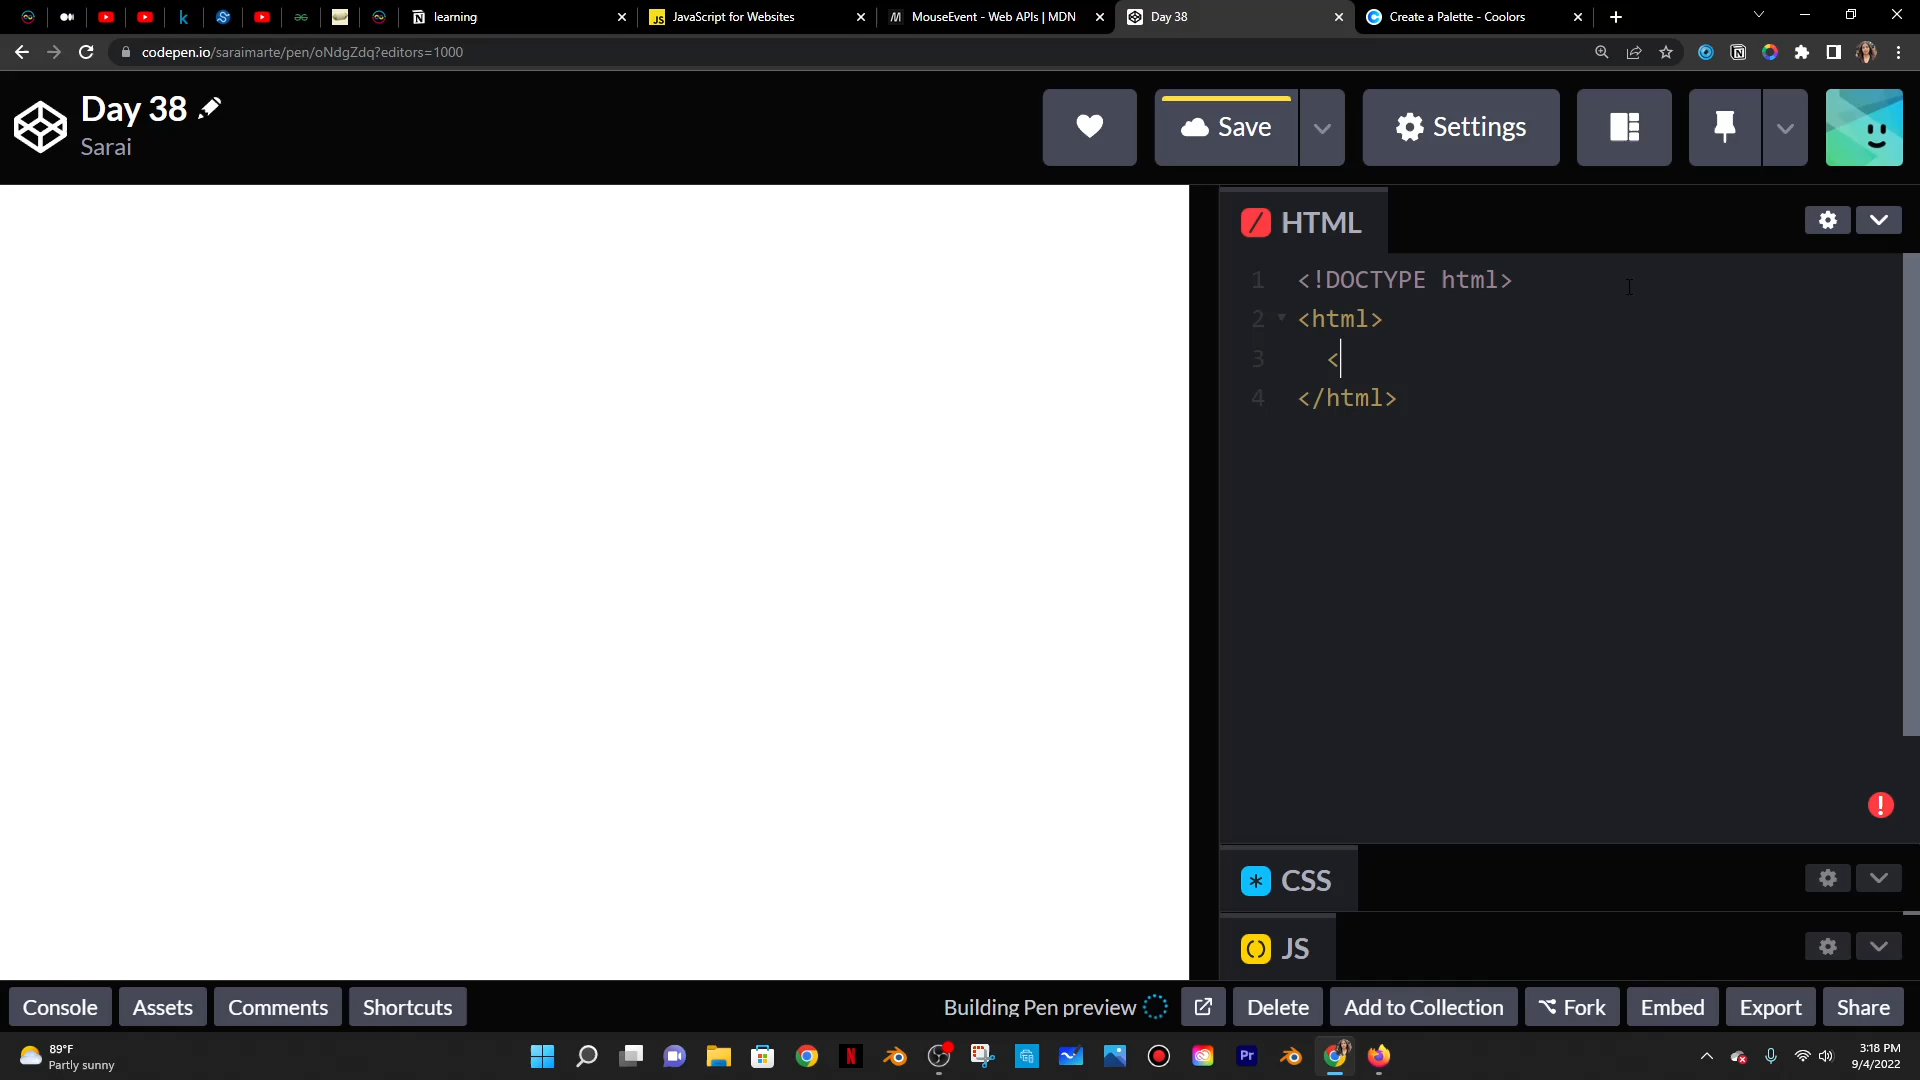 learning
JavaScript for Websites
MouseEvent - Web APIs | MDN
Day 38
Create a Palette - Coolors
codepen.io/saraimarte/pen/oNdgZdq?editors=1000
Day 38
Sarai
Save
Settings
HTML
1 <!DOCTYPE html>
2 <html>
3 <
4 </html>
CSS
JS
Console
Assets
Comments
Shortcuts
Building Pen preview
Delete
Add to Collection
Fork
Embed
Export
Share
89°F
Partly sunny
3:18 PM
9/4/2022